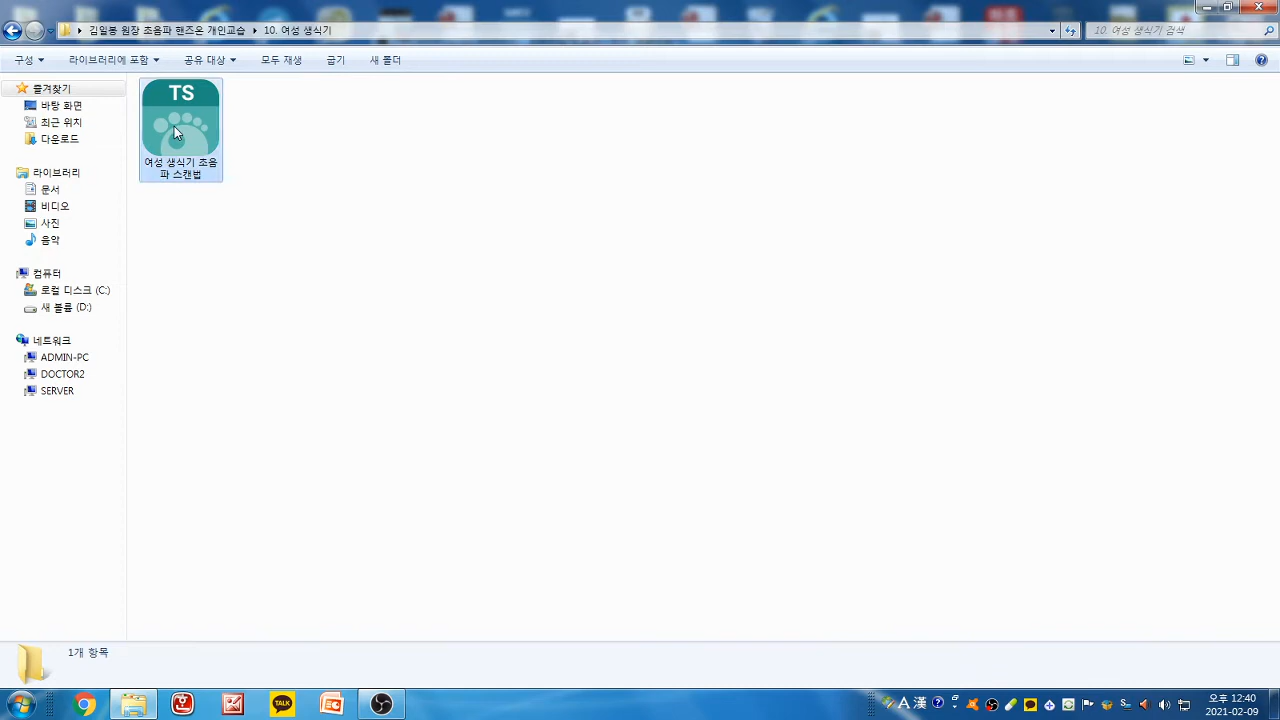 김일봉 원장 초음파 핸즈온 개인교습 ▸ 10. 여성 생식기
10. 여성 생식기 검색
구성
라이브러리에 포함
공유 대상
모두 재생
굽기
새 폴더
즐겨찾기
바탕 화면
최근 위치
다운로드
라이브러리
문서
비디오
사진
음악
컴퓨터
로컬 디스크 (C:)
새 볼륨 (D:)
네트워크
ADMIN-PC
DOCTOR2
SERVER
TS
여성 생식기 초음
파 스캔법
1개 항목
TALK
A 漢
오후 12:40
2021-02-09